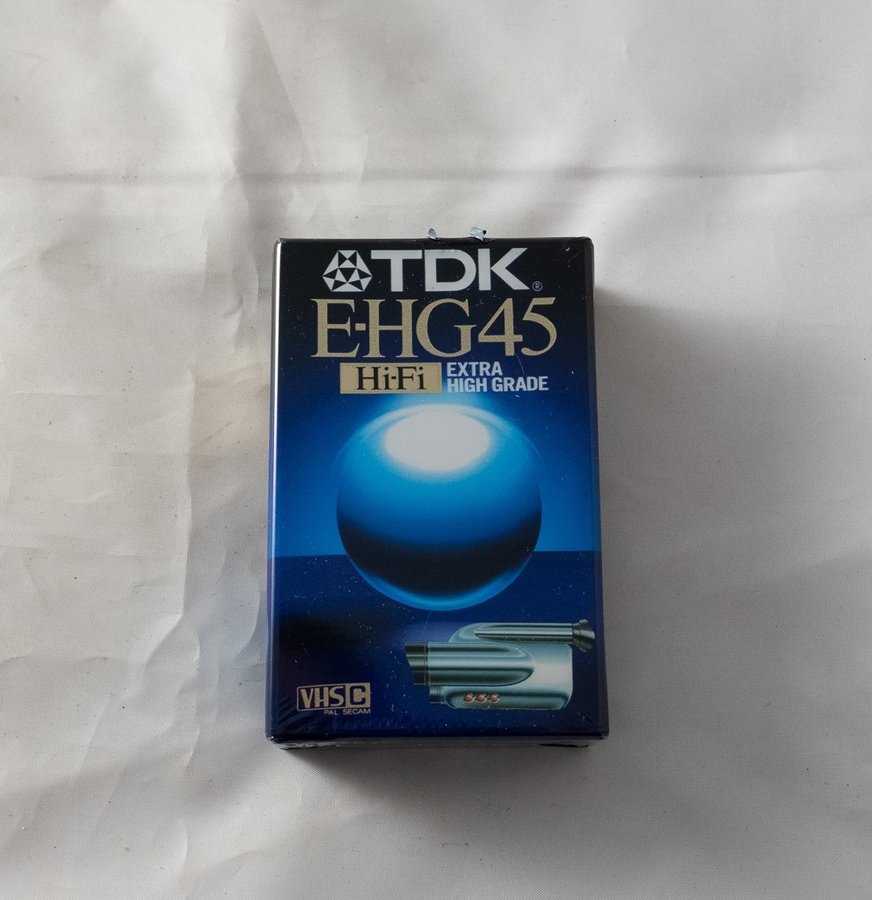 TDK®
E-HG45
Hi-Fi EXTRA
HIGH GRADE
VHS C
PAL SECAM